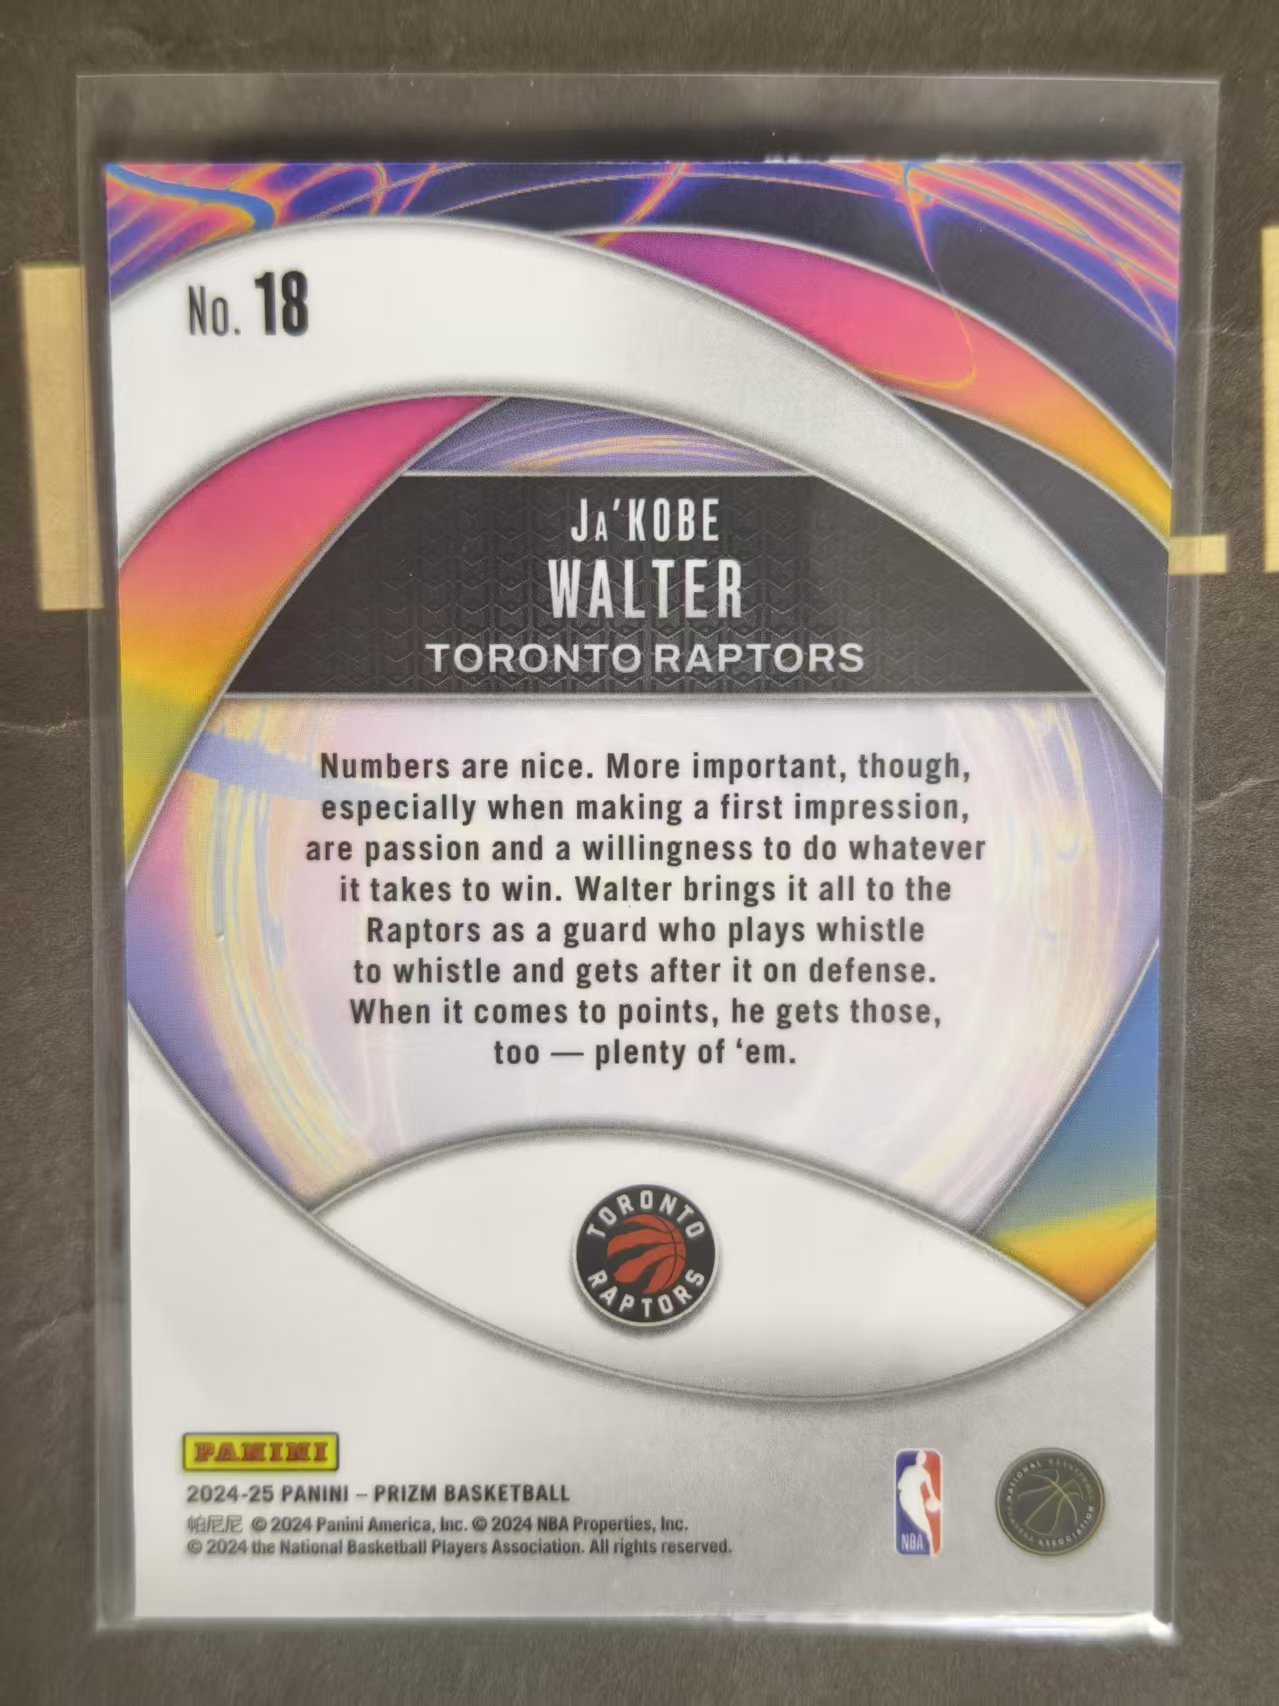 No. 18
JA'KOBE
WALTER
TORONTO RAPTORS
Numbers are nice. More important, though,
especially when making a first impression,
are passion and a willingness to do whatever
it takes to win. Walter brings it all to the
Raptors as a guard who plays whistle
to whistle and gets after it on defense.
When it comes to points, he gets those,
too — plenty of ‘em.
TORONTO
RAPTORS
PANINI
2024-25 PANINI – PRIZM BASKETBALL
帕尼尼 © 2024 Panini America, Inc. © 2024 NBA Properties, Inc.
© 2024 the National Basketball Players Association. All rights reserved.
NBA
NATIONAL BASKETBALL
PLAYERS ASSOCIATION